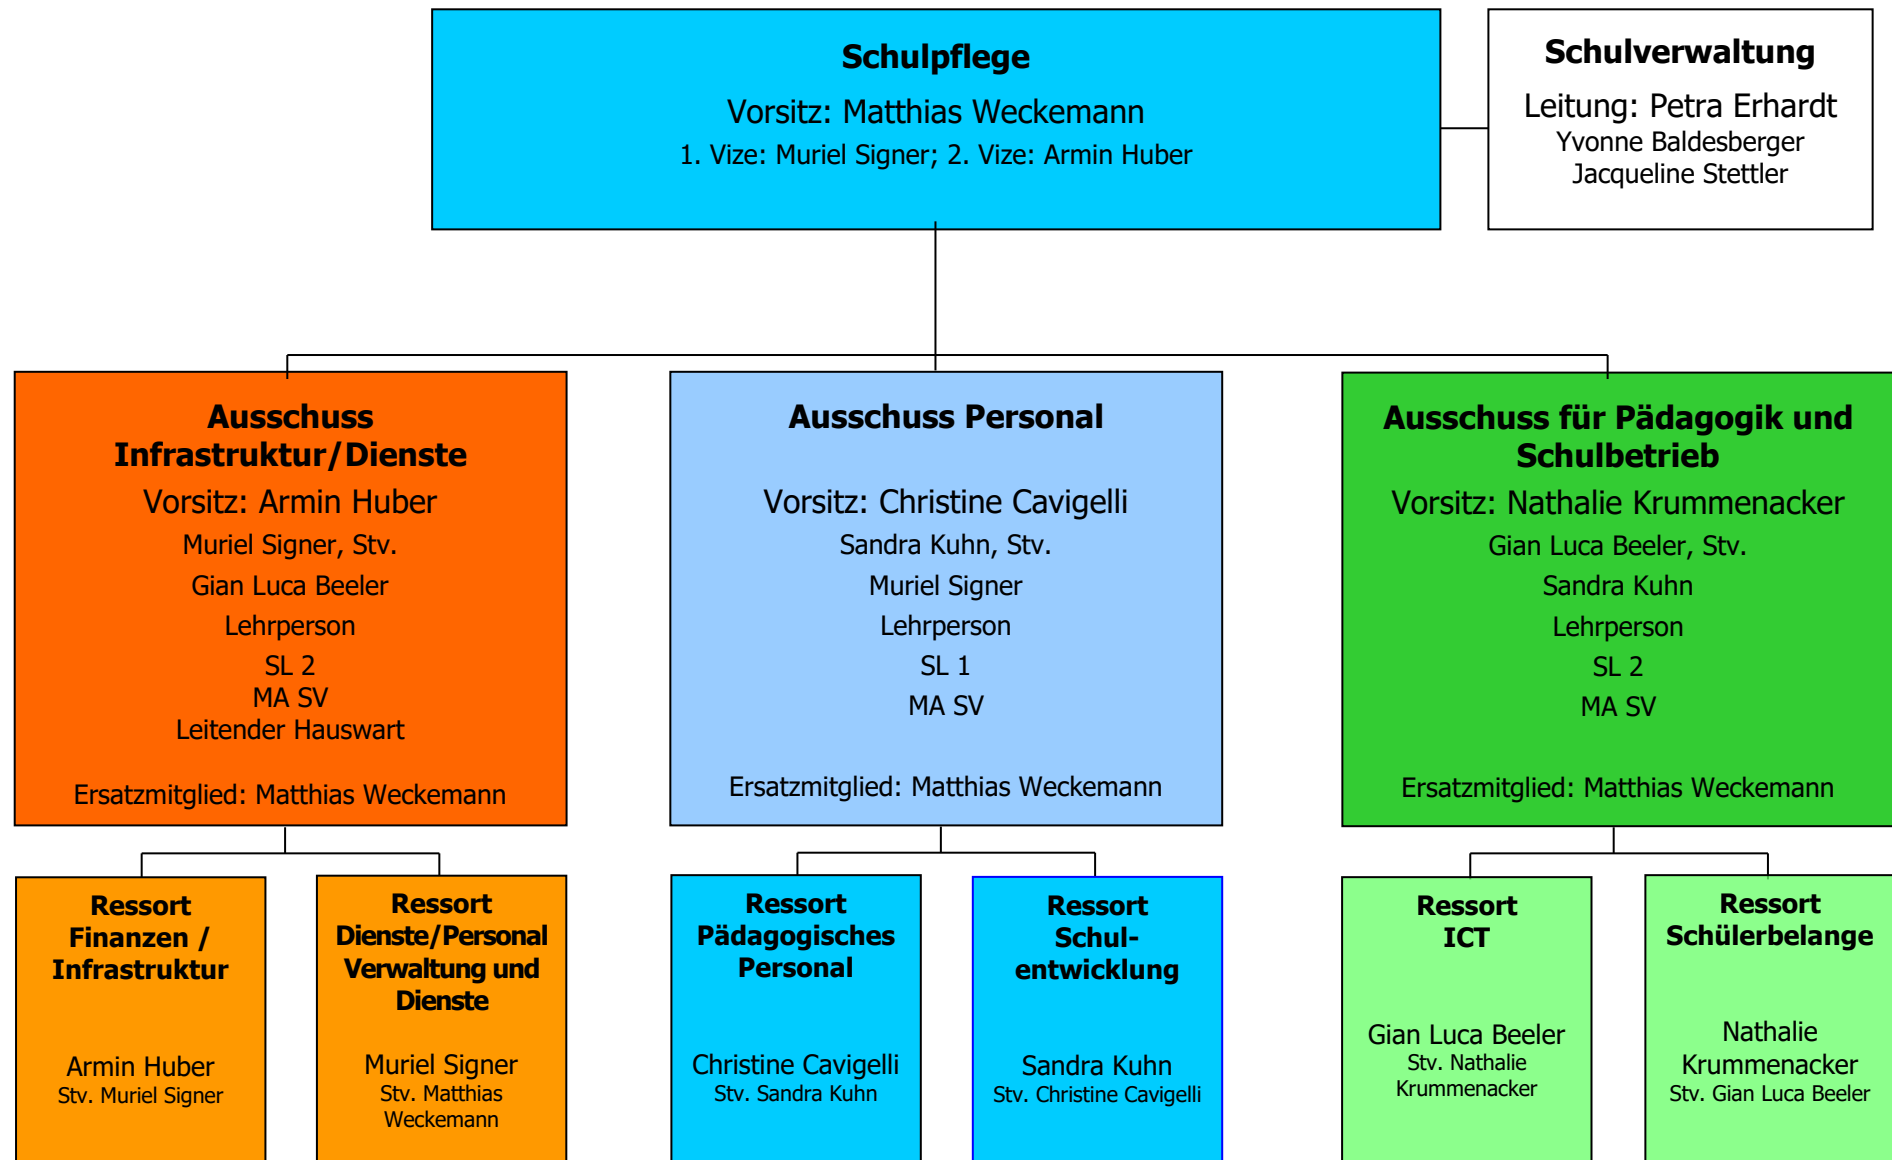 Schulpflege
Vorsitz: Matthias Weckemann
1. Vize: Muriel Signer; 2. Vize: Armin Huber
Schulverwaltung
Leitung: Petra Erhardt
Yvonne Baldesberger
Jacqueline Stettler
Ausschuss
Infrastruktur/Dienste
Vorsitz: Armin Huber
Muriel Signer, Stv.
Gian Luca Beeler
Lehrperson
SL 2
MA SV
Leitender Hauswart
Ersatzmitglied: Matthias Weckemann
Ausschuss Personal
Vorsitz: Christine Cavigelli
Sandra Kuhn, Stv.
Muriel Signer
Lehrperson
SL 1
MA SV
Ersatzmitglied: Matthias Weckemann
Ausschuss für Pädagogik und
Schulbetrieb
Vorsitz: Nathalie Krummenacker
Gian Luca Beeler, Stv.
Sandra Kuhn
Lehrperson
SL 2
MA SV
Ersatzmitglied: Matthias Weckemann
Ressort
Finanzen /
Infrastruktur
Armin Huber
Stv. Muriel Signer
Ressort
Dienste/Personal
Verwaltung und
Dienste
Muriel Signer
Stv. Matthias
Weckemann
Ressort
Pädagogisches
Personal
Christine Cavigelli
Stv. Sandra Kuhn
Ressort
Schul-
entwicklung
Sandra Kuhn
Stv. Christine Cavigelli
Ressort
ICT
Gian Luca Beeler
Stv. Nathalie
Krummenacker
Ressort
Schülerbelange
Nathalie
Krummenacker
Stv. Gian Luca Beeler